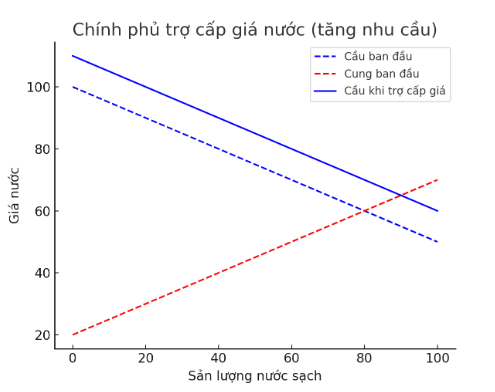 Chính phủ trợ cấp giá nước (tăng nhu cầu)
Cầu ban đầu
Cung ban đầu
Cầu khi trợ cấp giá
Giá nước
100
80
60
40
20
0 20 40 60 80 100
Sản lượng nước sạch